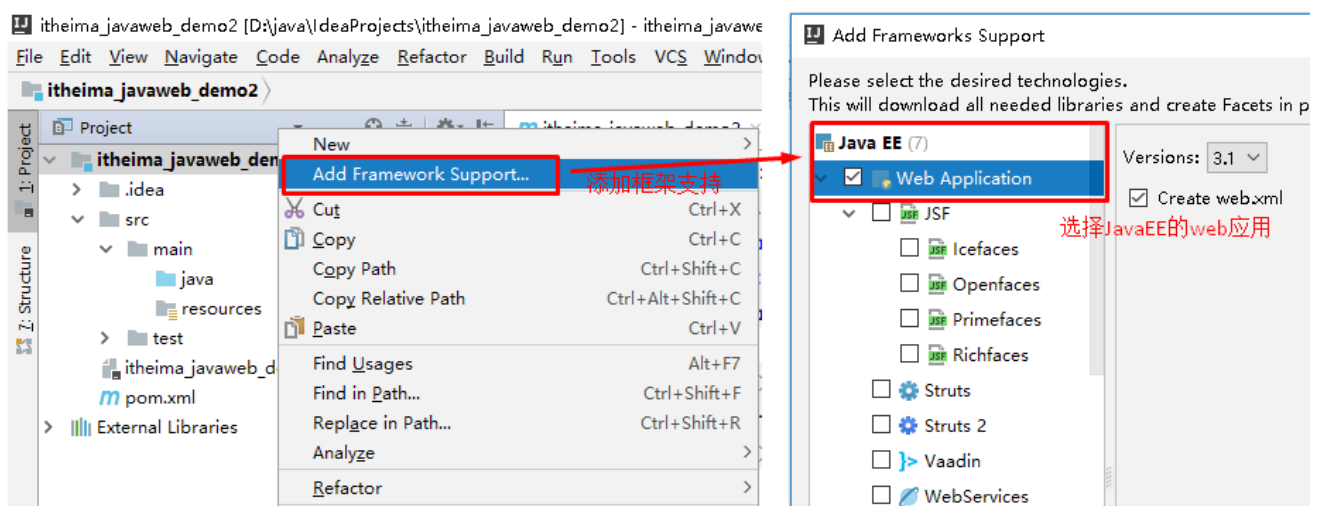 itheima_javaweb_demo2 [D:\java\IdeaProjects\itheima_javaweb_demo2] - itheima_javawe
File Edit View Navigate Code Analyze Refactor Build Run Tools VCS Window
itheima_javaweb_demo2
1: Project
7: Structure
Project
itheima_javaweb_den
.idea
src
main
java
resources
test
itheima_javaweb_d
pom.xml
External Libraries
New
Add Framework Support...
添加框架支持
Cut Ctrl+X
Copy Ctrl+C
Copy Path Ctrl+Shift+C
Copy Relative Path Ctrl+Alt+Shift+C
Paste Ctrl+V
Find Usages Alt+F7
Find in Path... Ctrl+Shift+F
Replace in Path... Ctrl+Shift+R
Analyze
Refactor
Add Frameworks Support
Please select the desired technologies.
This will download all needed libraries and create Facets in p
Java EE (7)
Web Application
JSF
Icefaces
Openfaces
Primefaces
Richfaces
Struts
Struts 2
Vaadin
WebServices
Versions: 3.1
Create web.xml
选择JavaEE的web应用